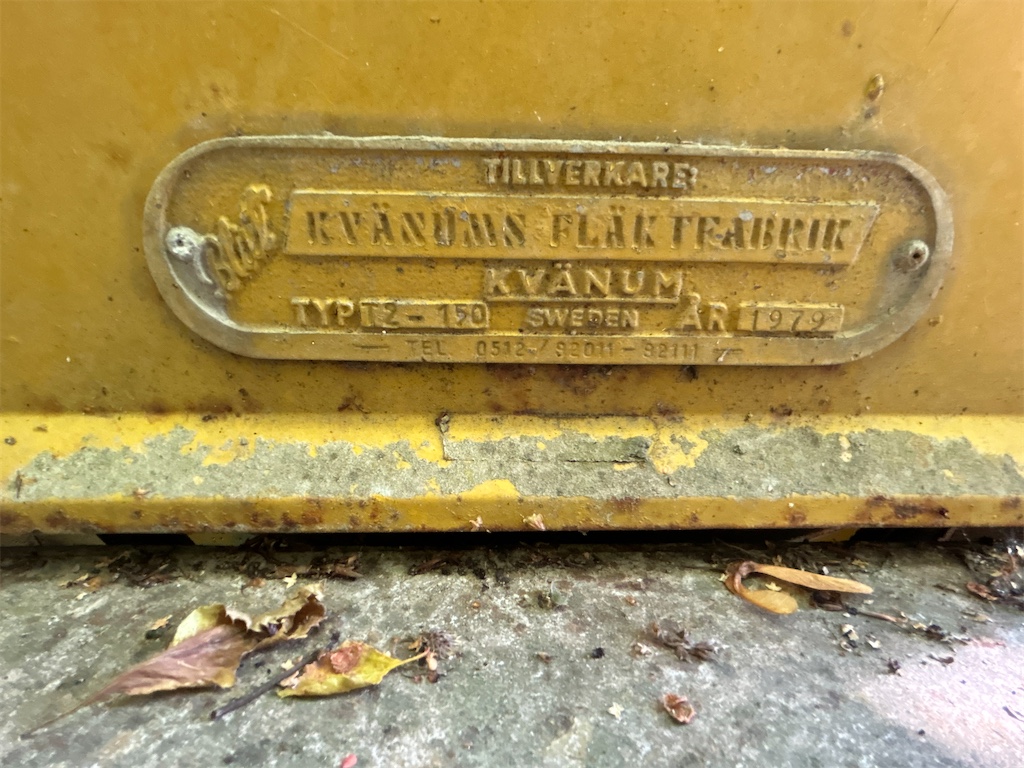 TILLVERKARE:
KVÄNUMS FLÄKTFABRIK
KVÄNUM
TYP T2-150 SWEDEN ÅR 1979
TEL. 0512/92011-92111